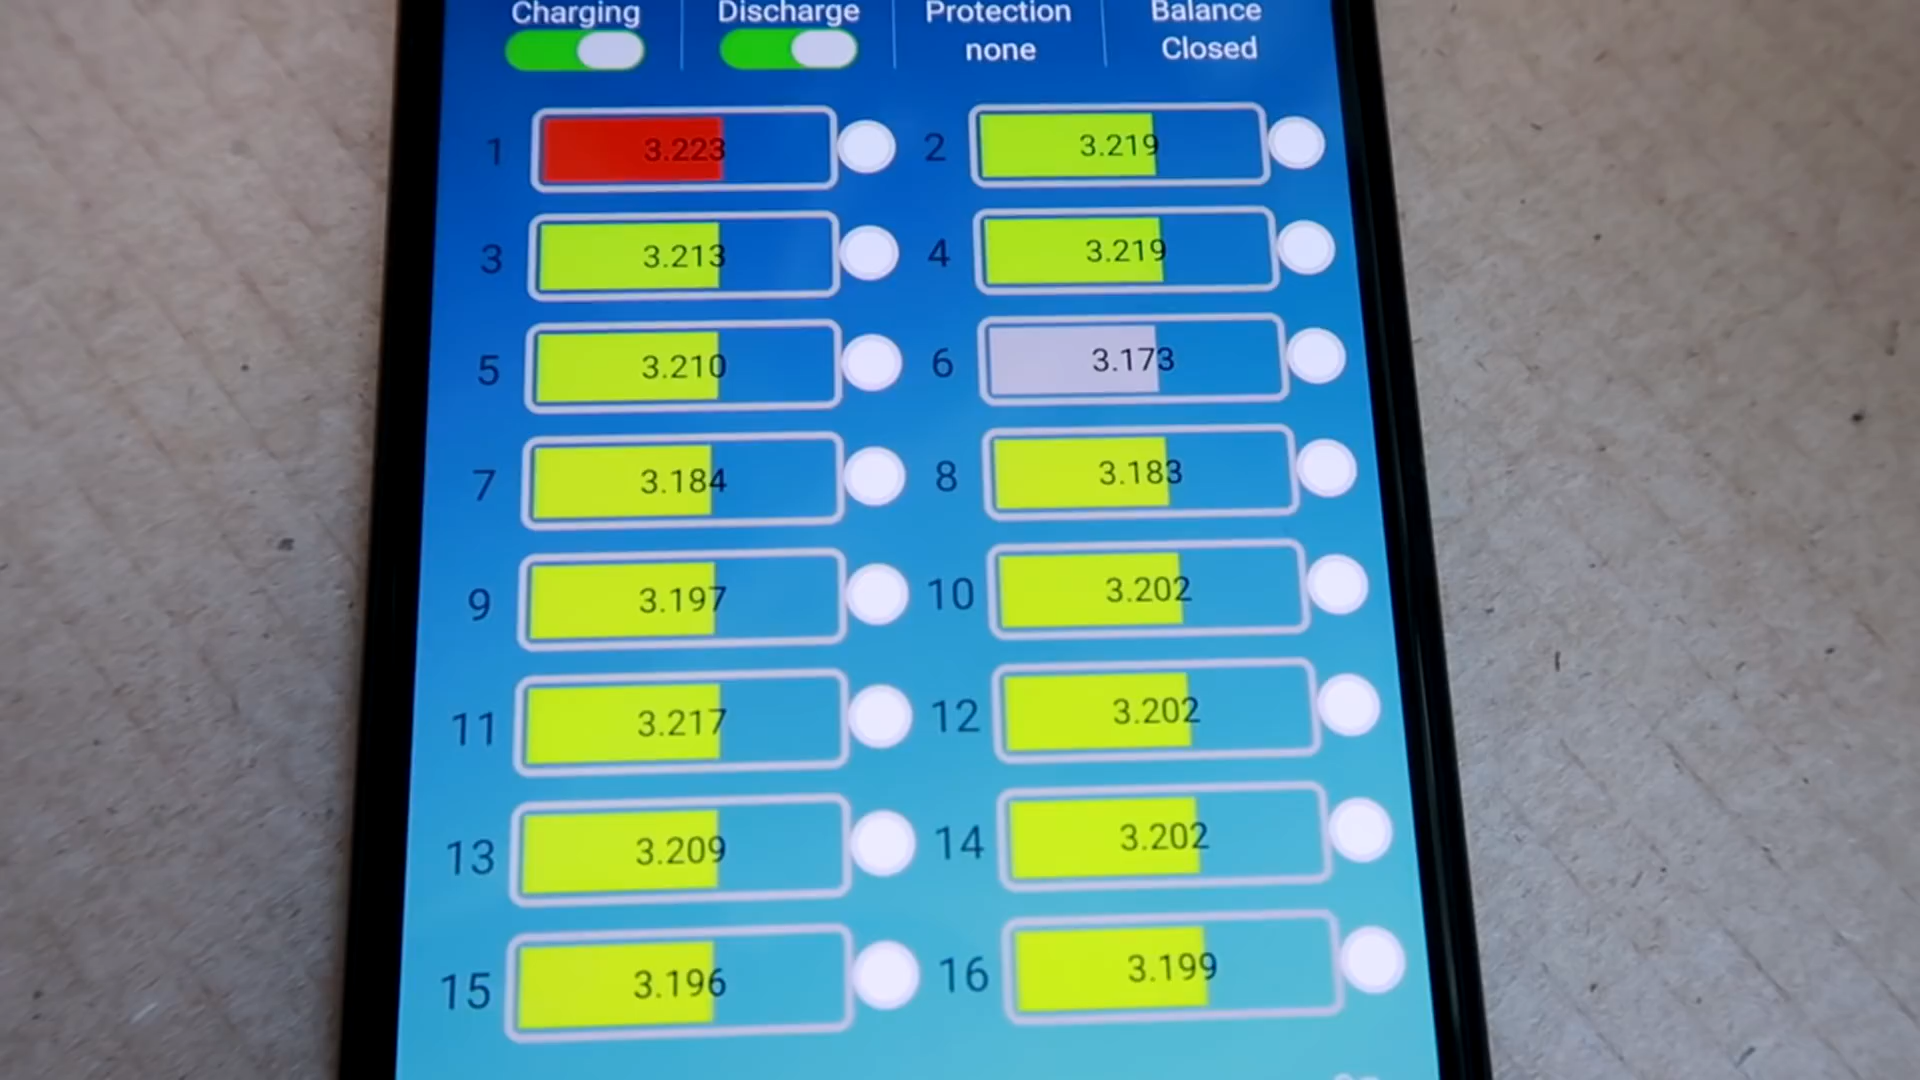 Charging Discharge Protection Balance
none Closed
1 3.223 2 3.219
3 3.213 4 3.219
5 3.210 6 3.173
7 3.184 8 3.183
9 3.197 10 3.202
11 3.217 12 3.202
13 3.209 14 3.202
15 3.196 16 3.199